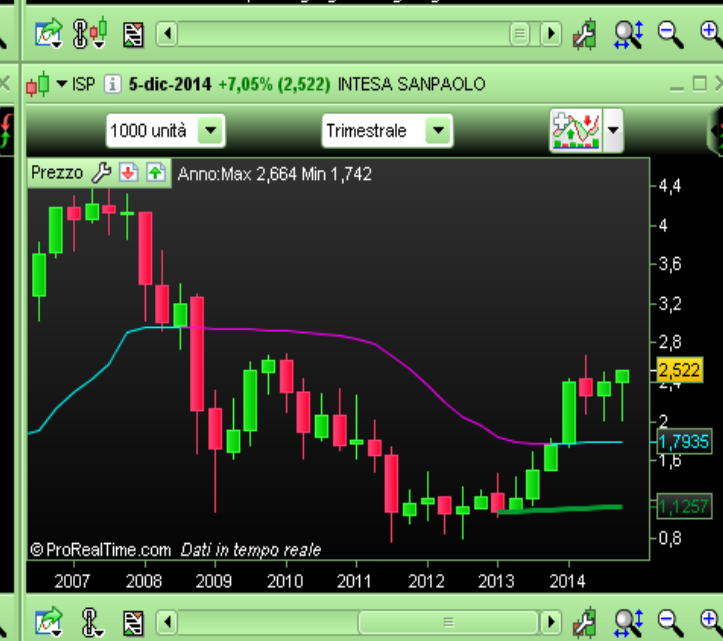 ISP 5-dic-2014 +7,05% (2,522) INTESA SANPAOLO
1000 unità Trimestrale
Prezzo Anno:Max 2,664 Min 1,742
4,4
4
3,6
3,2
2,8
2,522
2,4
2
1,7935
1,6
1,1257
0,8
©ProRealTime.com Dati in tempo reale
2007 2008 2009 2010 2011 2012 2013 2014